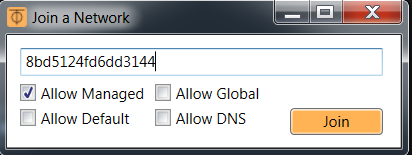 Join a Network
8bd5124fd6dd3144
Allow Managed
Allow Global
Allow Default
Allow DNS
Join